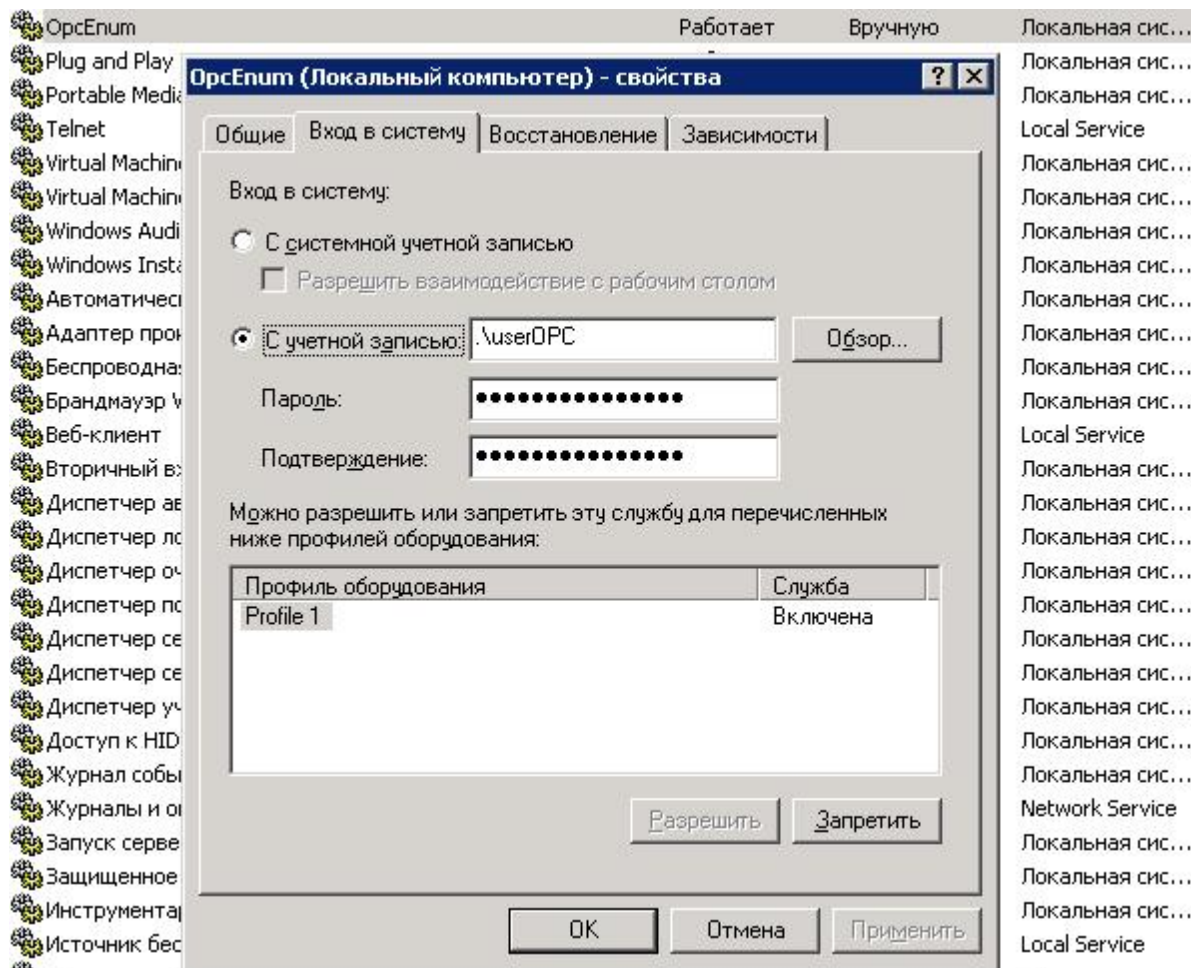 OpcEnum Работает Вручную Локальная сис...
Plug and Play Локальная сис...
OpcEnum (Локальный компьютер) - свойства
Portable Media Локальная сис...
Общие Вход в систему Восстановление Зависимости
Telnet Local Service
Virtual Machin Локальная сис...
Вход в систему:
Virtual Machin Локальная сис...
Windows Audi Локальная сис...
С системной учетной записью
Windows Insta Локальная сис...
Разрешить взаимодействие с рабочим столом
Автоматичес Локальная сис...
Адаптер про Локальная сис...
С учетной записью: .\userOPC Обзор...
Беспроводная Локальная сис...
Пароль: •••••••••••••••
Брандмауэр Локальная сис...
Веб-клиент Local Service
Подтверждение: •••••••••••••••
Вторичный в Локальная сис...
Диспетчер ав Локальная сис...
Можно разрешить или запретить эту службу для перечисленных
Диспетчер ло Локальная сис...
ниже профилей оборудования:
Диспетчер оч Локальная сис...
Профиль оборудования Служба
Диспетчер по Локальная сис...
Profile 1 Включена
Диспетчер се Локальная сис...
Диспетчер се Локальная сис...
Диспетчер уч Локальная сис...
Доступ к HID Локальная сис...
Журнал собы Локальная сис...
Журналы и о Network Service
Разрешить Запретить
Запуск серве Локальная сис...
Защищенное Локальная сис...
Инструмента Локальная сис...
OK Отмена Применить
Источник бес Local Service